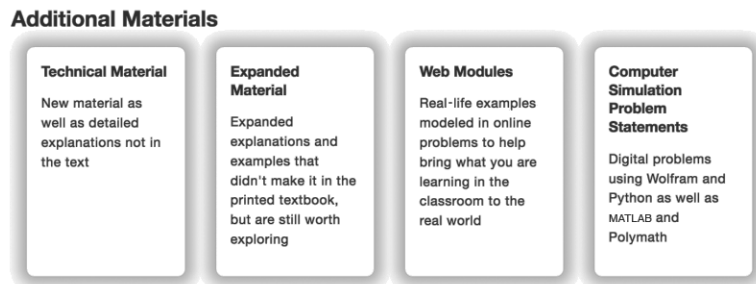 Additional Materials
Technical Material
New material as
well as detailed
explanations not in
the text
Expanded
Material
Expanded
explanations and
examples that
didn't make it in the
printed textbook,
but are still worth
exploring
Web Modules
Real-life examples
modeled in online
problems to help
bring what you are
learning in the
classroom to the
real world
Computer
Simulation
Problem
Statements
Digital problems
using Wolfram and
Python as well as
MATLAB and
Polymath